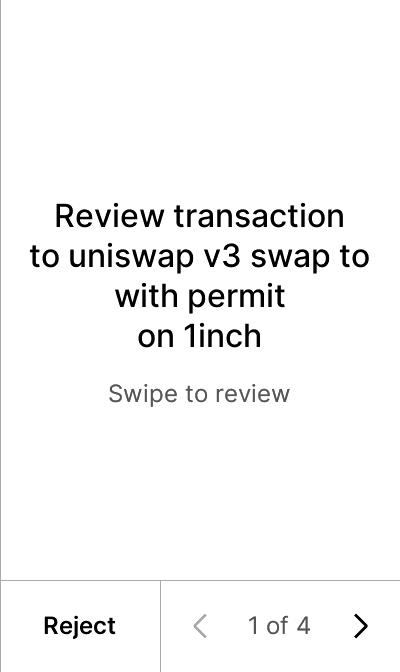 Review transaction
to uniswap v3 swap to
with permit
on 1inch
Swipe to review
Reject
1 of 4